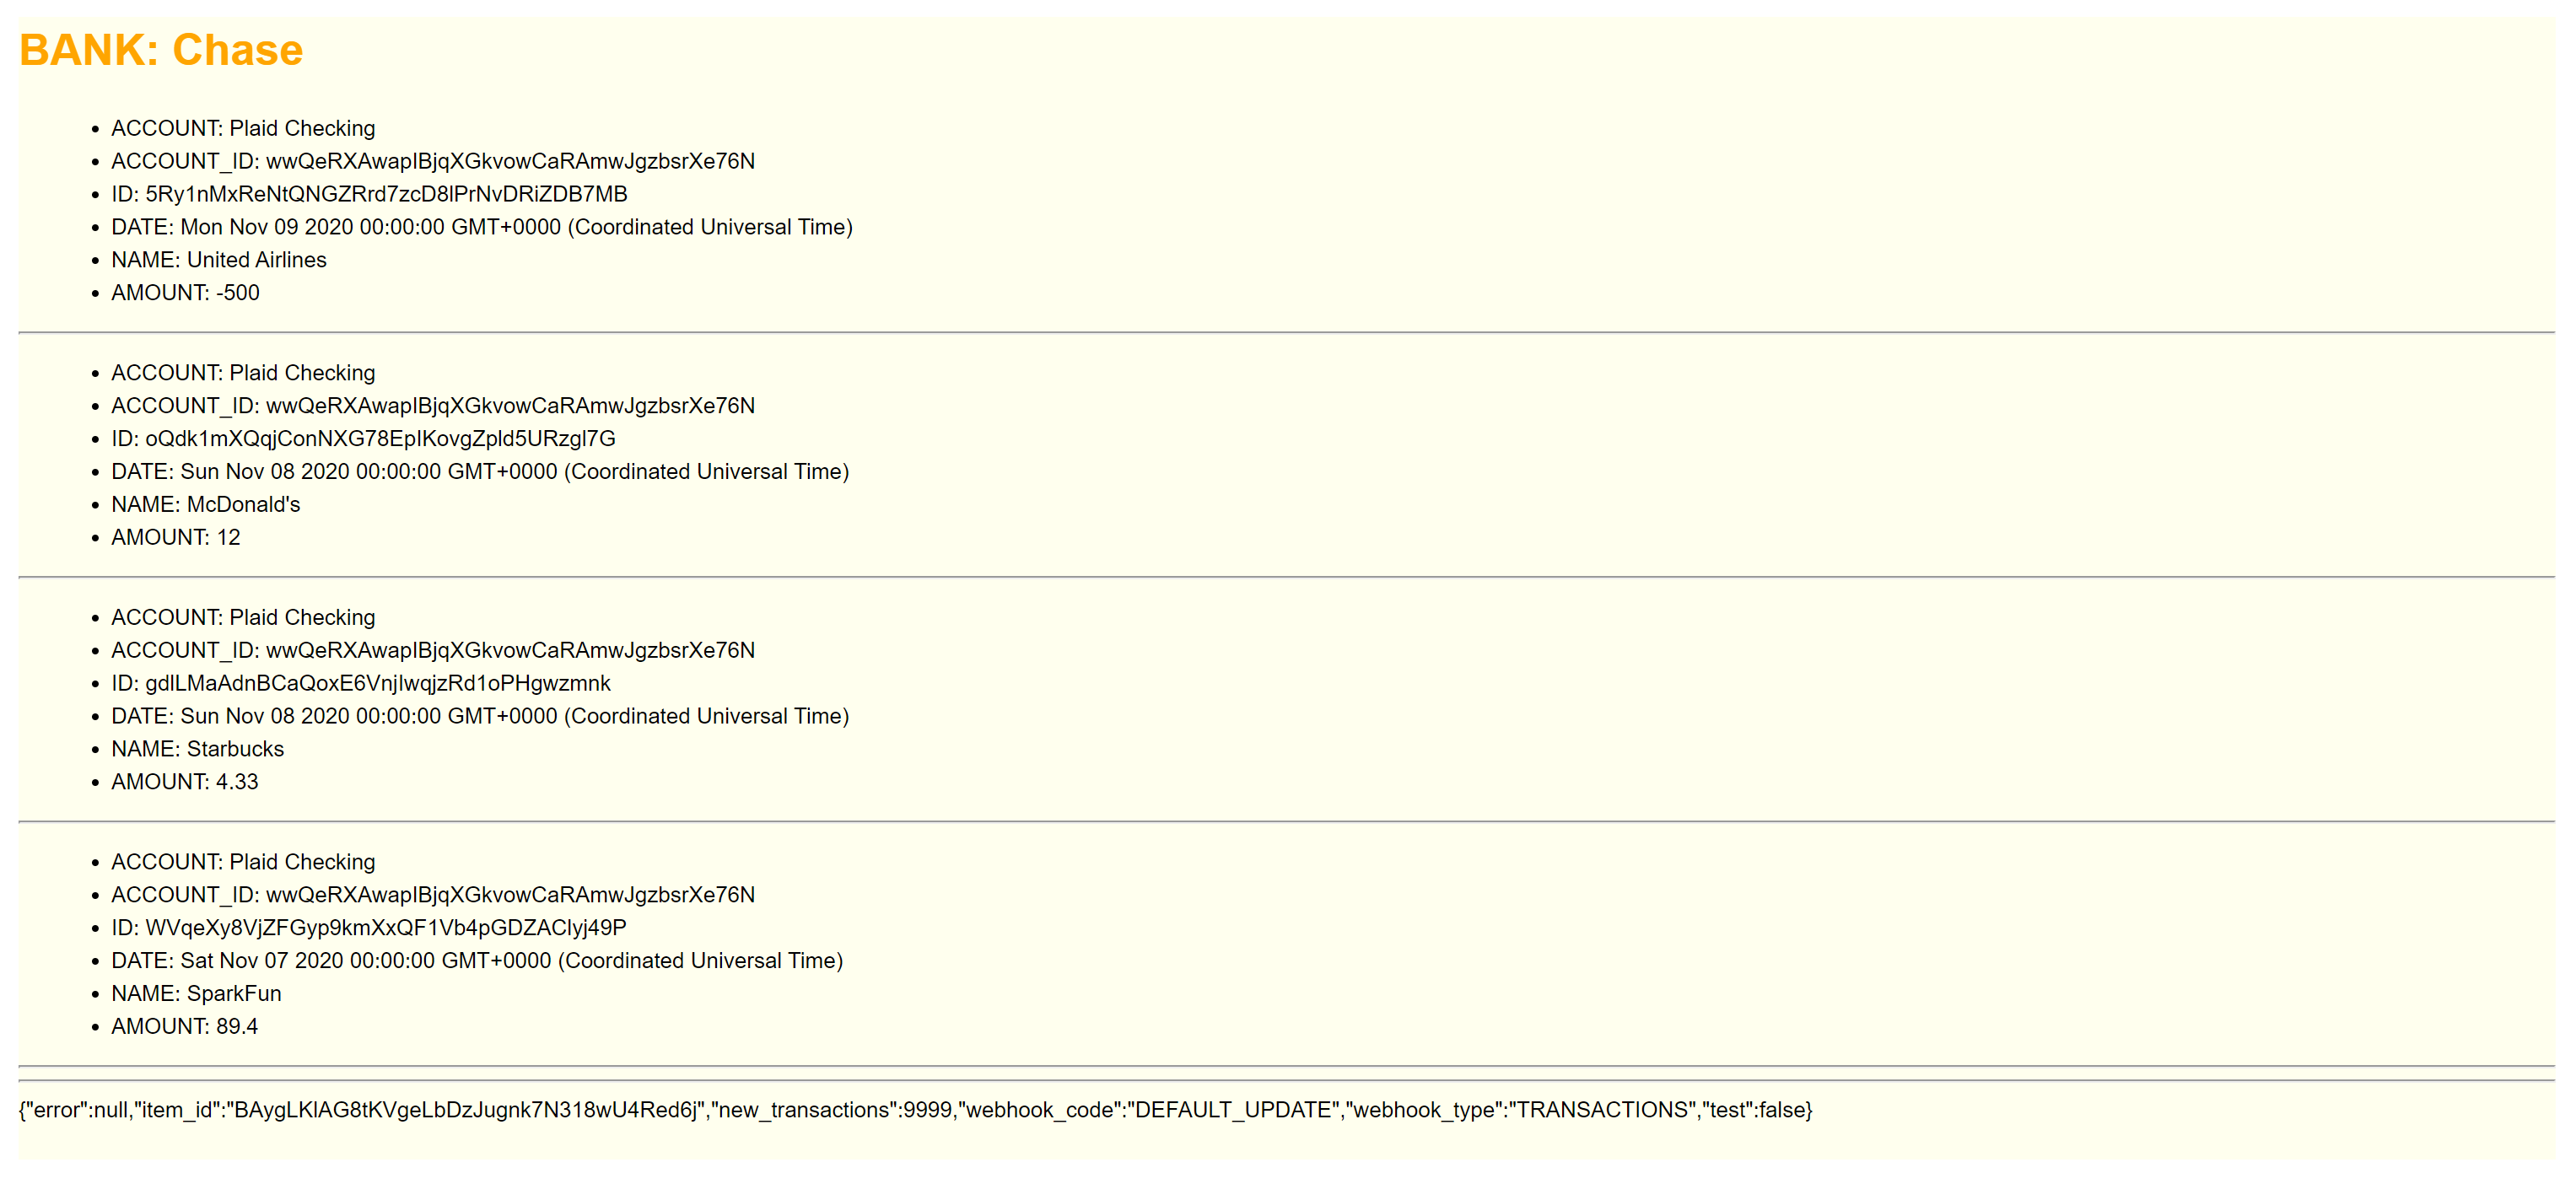 BANK: Chase
ACCOUNT: Plaid Checking
ACCOUNT_ID: wwQeRXAwapIBjqXGkvowCaRAmwJgzbsrXe76N
ID: 5Ry1nMxReNtQNGZRrd7zcD8lPrNvDRiZDB7MB
DATE: Mon Nov 09 2020 00:00:00 GMT+0000 (Coordinated Universal Time)
NAME: United Airlines
AMOUNT: -500
ACCOUNT: Plaid Checking
ACCOUNT_ID: wwQeRXAwapIBjqXGkvowCaRAmwJgzbsrXe76N
ID: oQdk1mXQqjConNXG78EpIKovgZpld5URzgl7G
DATE: Sun Nov 08 2020 00:00:00 GMT+0000 (Coordinated Universal Time)
NAME: McDonald's
AMOUNT: 12
ACCOUNT: Plaid Checking
ACCOUNT_ID: wwQeRXAwapIBjqXGkvowCaRAmwJgzbsrXe76N
ID: gdlLMaAdnBCaQoxE6VnjIwqjzRd1oPHgwzmnk
DATE: Sun Nov 08 2020 00:00:00 GMT+0000 (Coordinated Universal Time)
NAME: Starbucks
AMOUNT: 4.33
ACCOUNT: Plaid Checking
ACCOUNT_ID: wwQeRXAwapIBjqXGkvowCaRAmwJgzbsrXe76N
ID: WVqeXy8VjZFGyp9kmXxQF1Vb4pGDZAClyj49P
DATE: Sat Nov 07 2020 00:00:00 GMT+0000 (Coordinated Universal Time)
NAME: SparkFun
AMOUNT: 89.4
{"error":null,"item_id":"BAygLKlAG8tKVgeLbDzJugnk7N318wU4Red6j","new_transactions":9999,"webhook_code":"DEFAULT_UPDATE","webhook_type":"TRANSACTIONS","test":false}